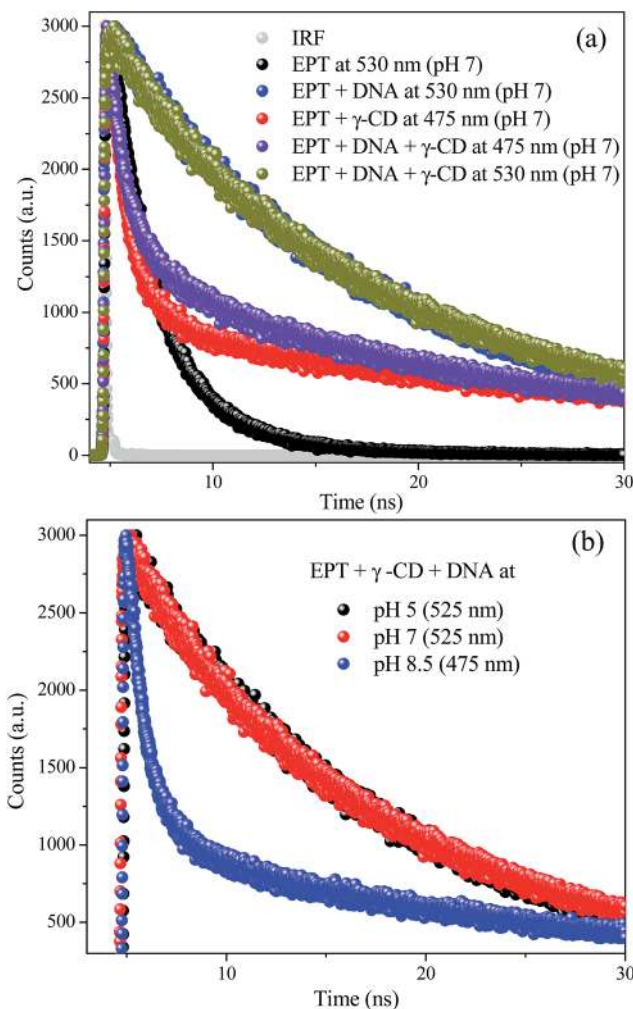 (a)
IRF
EPT at 530 nm (pH 7)
EPT + DNA at 530 nm (pH 7)
EPT + γ-CD at 475 nm (pH 7)
EPT + DNA + γ-CD at 475 nm (pH 7)
EPT + DNA + γ-CD at 530 nm (pH 7)
Counts (a.u.)
3000
2500
2000
1500
1000
500
0
10
20
30
Time (ns)
(b)
EPT + γ -CD + DNA at
pH 5 (525 nm)
pH 7 (525 nm)
pH 8.5 (475 nm)
Counts (a.u.)
3000
2500
2000
1500
1000
500
10
20
30
Time (ns)